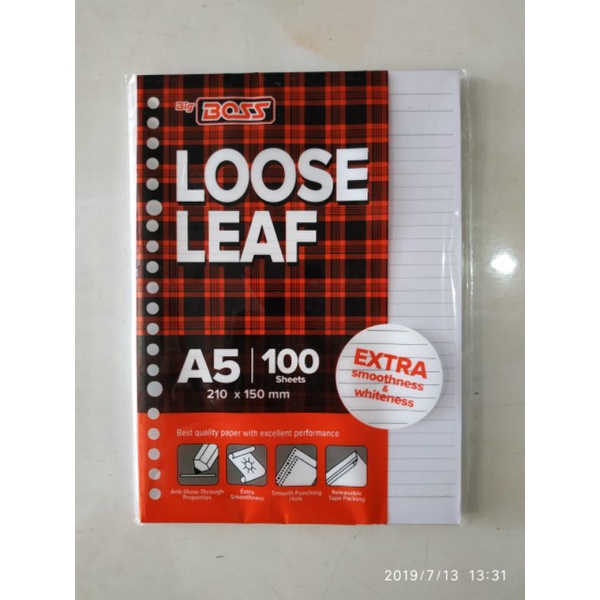 Big BOSS
LOOSE
LEAF
A5 | 100
Sheets
210 x 150 mm
EXTRA
smoothness
&
whiteness
Best quality paper with excellent performance
Anti Show-Through
Properties
Extra
Smoothness
Smooth Punching
Hole
Releasable
Tape Packing
2019/7/13 13:31